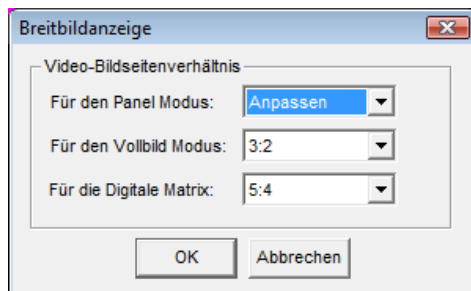 Breitbildanzeige
Video-Bildseitenverhältnis
Für den Panel Modus: Anpassen
Für den Vollbild Modus: 3:2
Für die Digitale Matrix: 5:4
OK Abbrechen